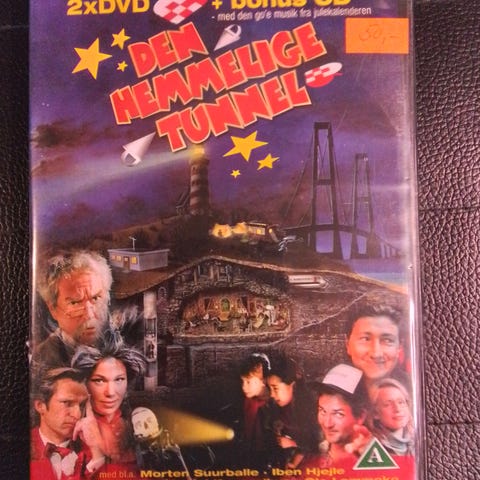 2xDVD + bonus CD
- med den go'e musik fra julekalenderen
50,-
DEN
HEMMELIGE
TUNNEL
A
med bl.a. Morten Suurballe · Iben Hjejle